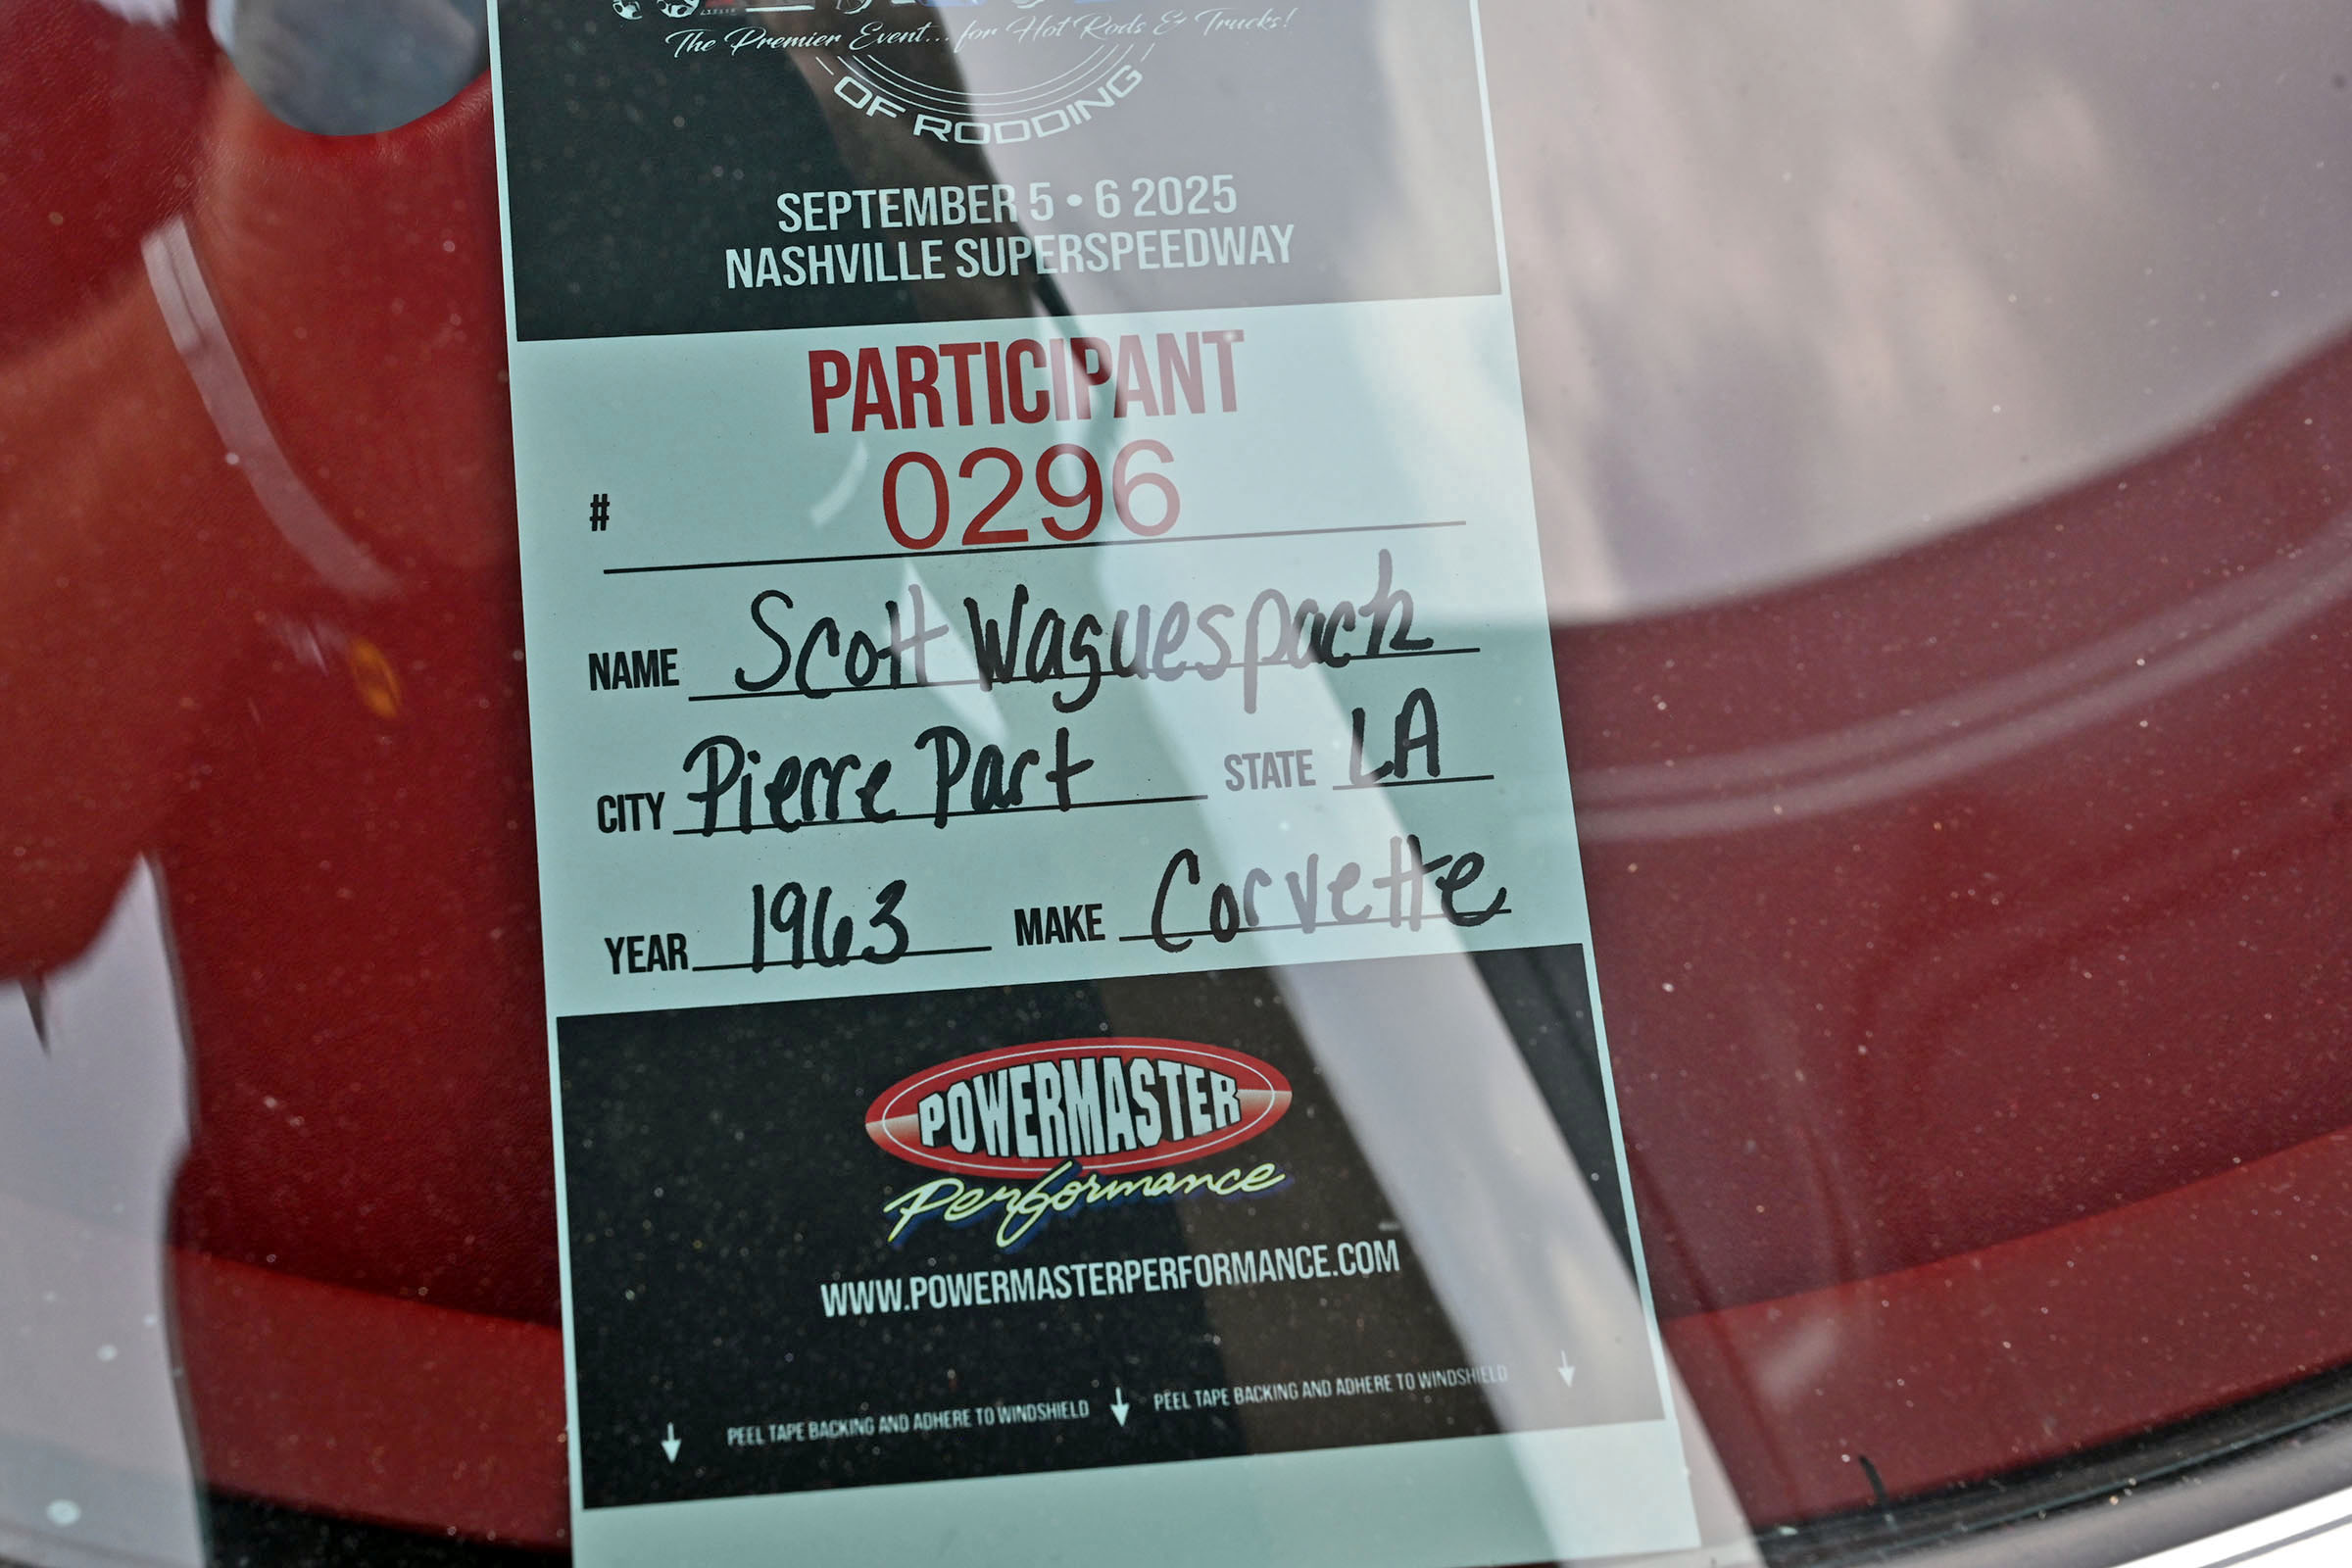 The Premier Event... for Hot Rods & Trucks!
OF RODDING
SEPTEMBER 5 • 6 2025
NASHVILLE SUPERSPEEDWAY
PARTICIPANT
# 0296
NAME Scott Waguespack
CITY Pierre Part STATE LA
YEAR 1963 MAKE Corvette
POWERMASTER
Performance
WWW.POWERMASTERPERFORMANCE.COM
PEEL TAPE BACKING AND ADHERE TO WINDSHIELD PEEL TAPE BACKING AND ADHERE TO WINDSHIELD